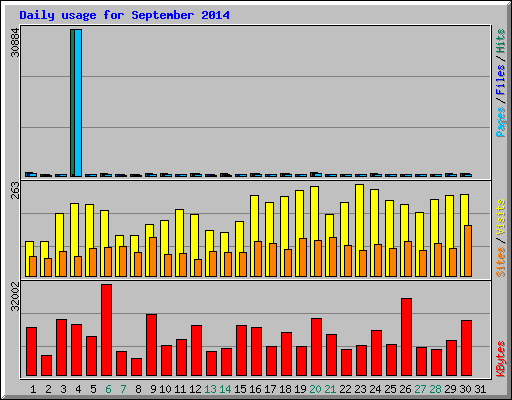 Daily usage for September 2014
30884
Pages / Files / Hits
263
Sites / Visits
32002
KBytes
1 2 3 4 5 6 7 8 9 10 11 12 13 14 15 16 17 18 19 20 21 22 23 24 25 26 27 28 29 30 31